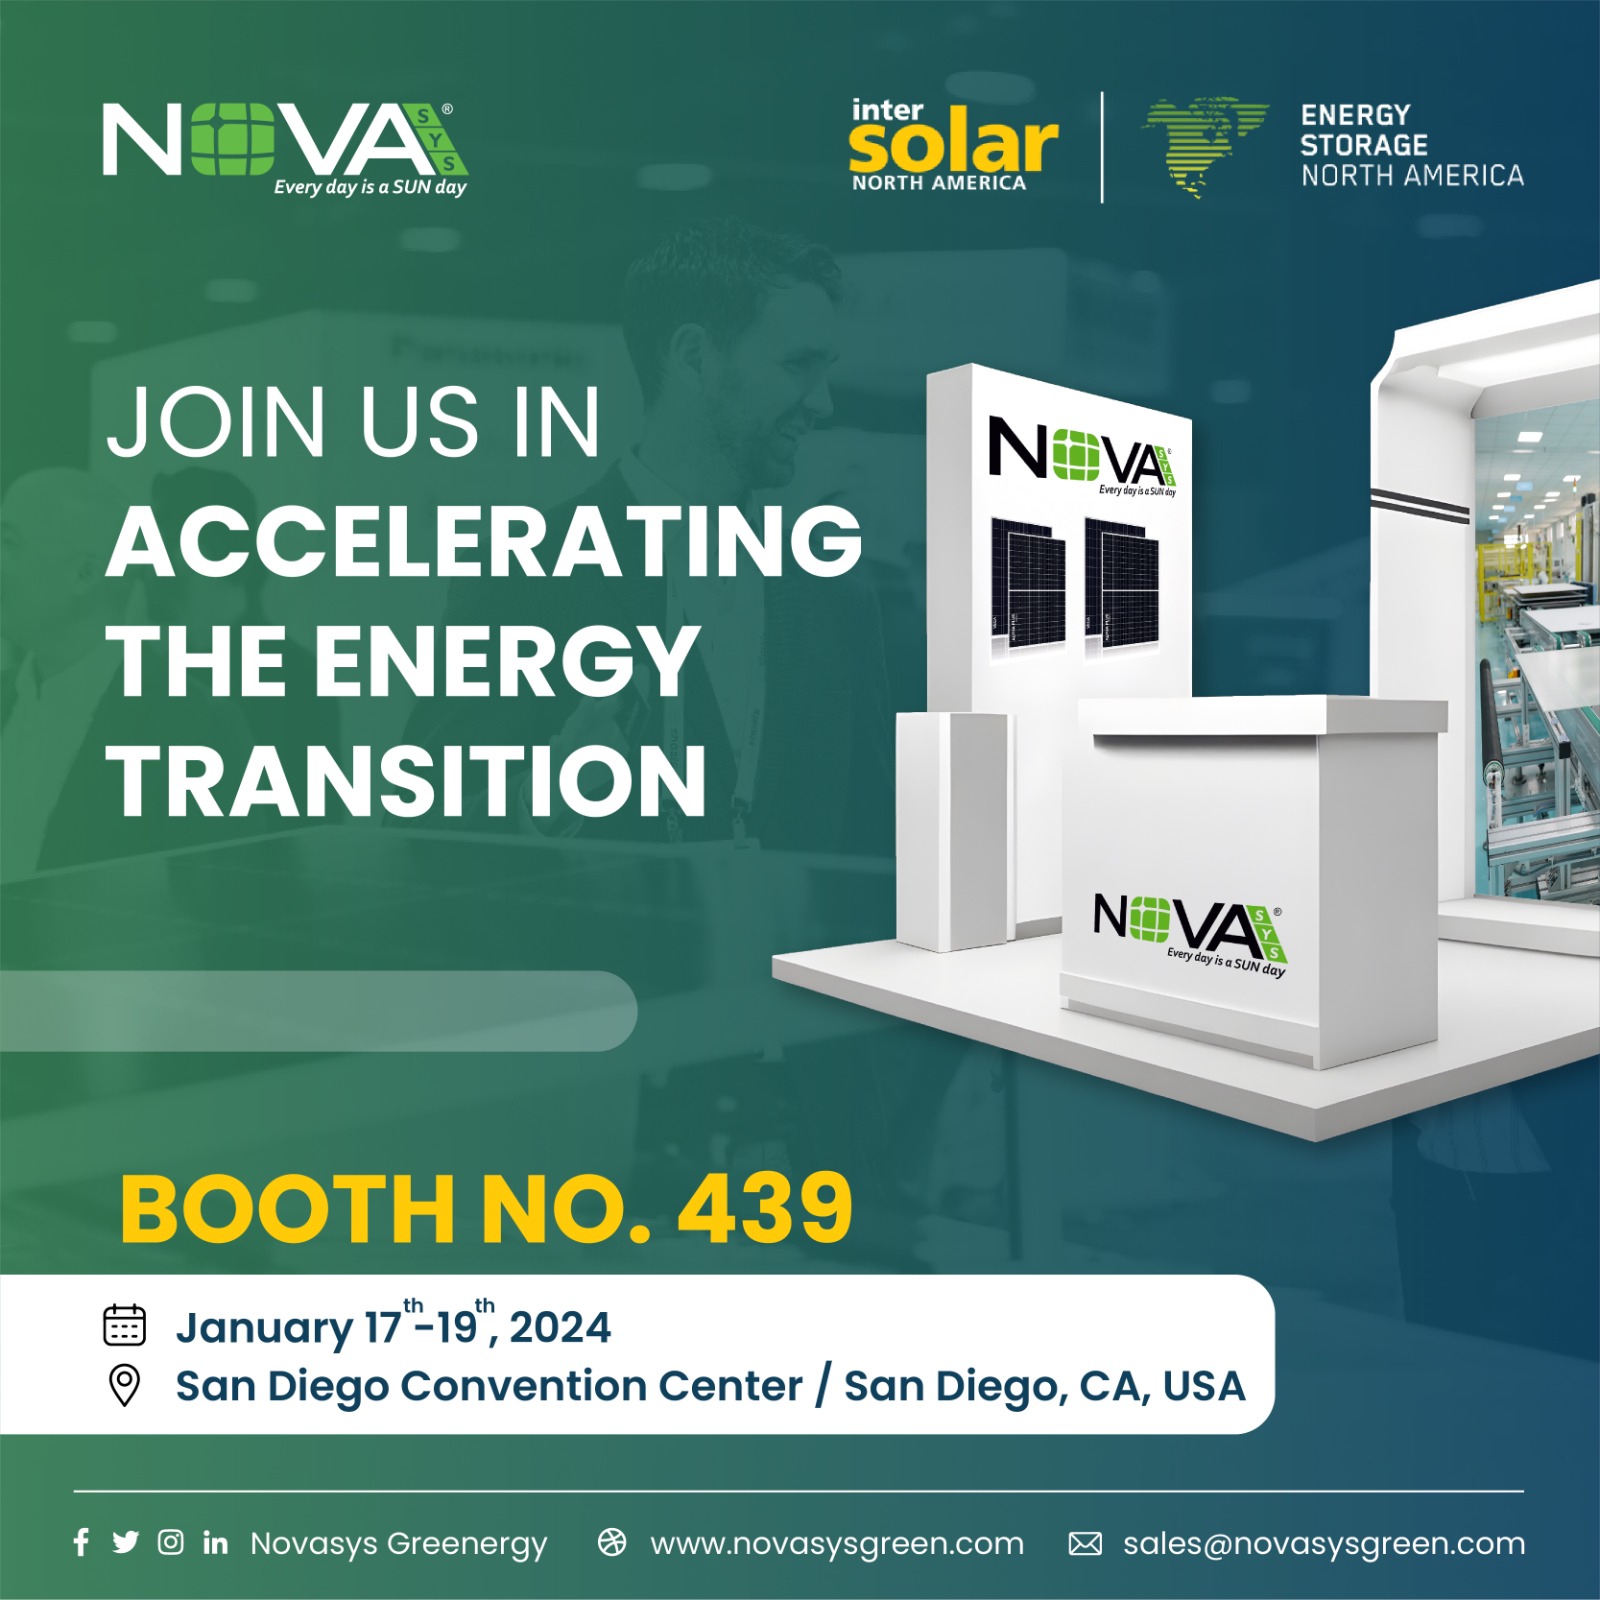 NOVA SYS®
Every day is a SUN day
inter
solar
NORTH AMERICA
ENERGY
STORAGE
NORTH AMERICA
JOIN US IN
ACCELERATING
THE ENERGY
TRANSITION
NOVA SYS®
Every day is a SUN day
NOVA SYS®
Every day is a SUN day
BOOTH NO. 439
January 17th-19th, 2024
San Diego Convention Center / San Diego, CA, USA
Novasys Greenergy
www.novasysgreen.com
sales@novasysgreen.com